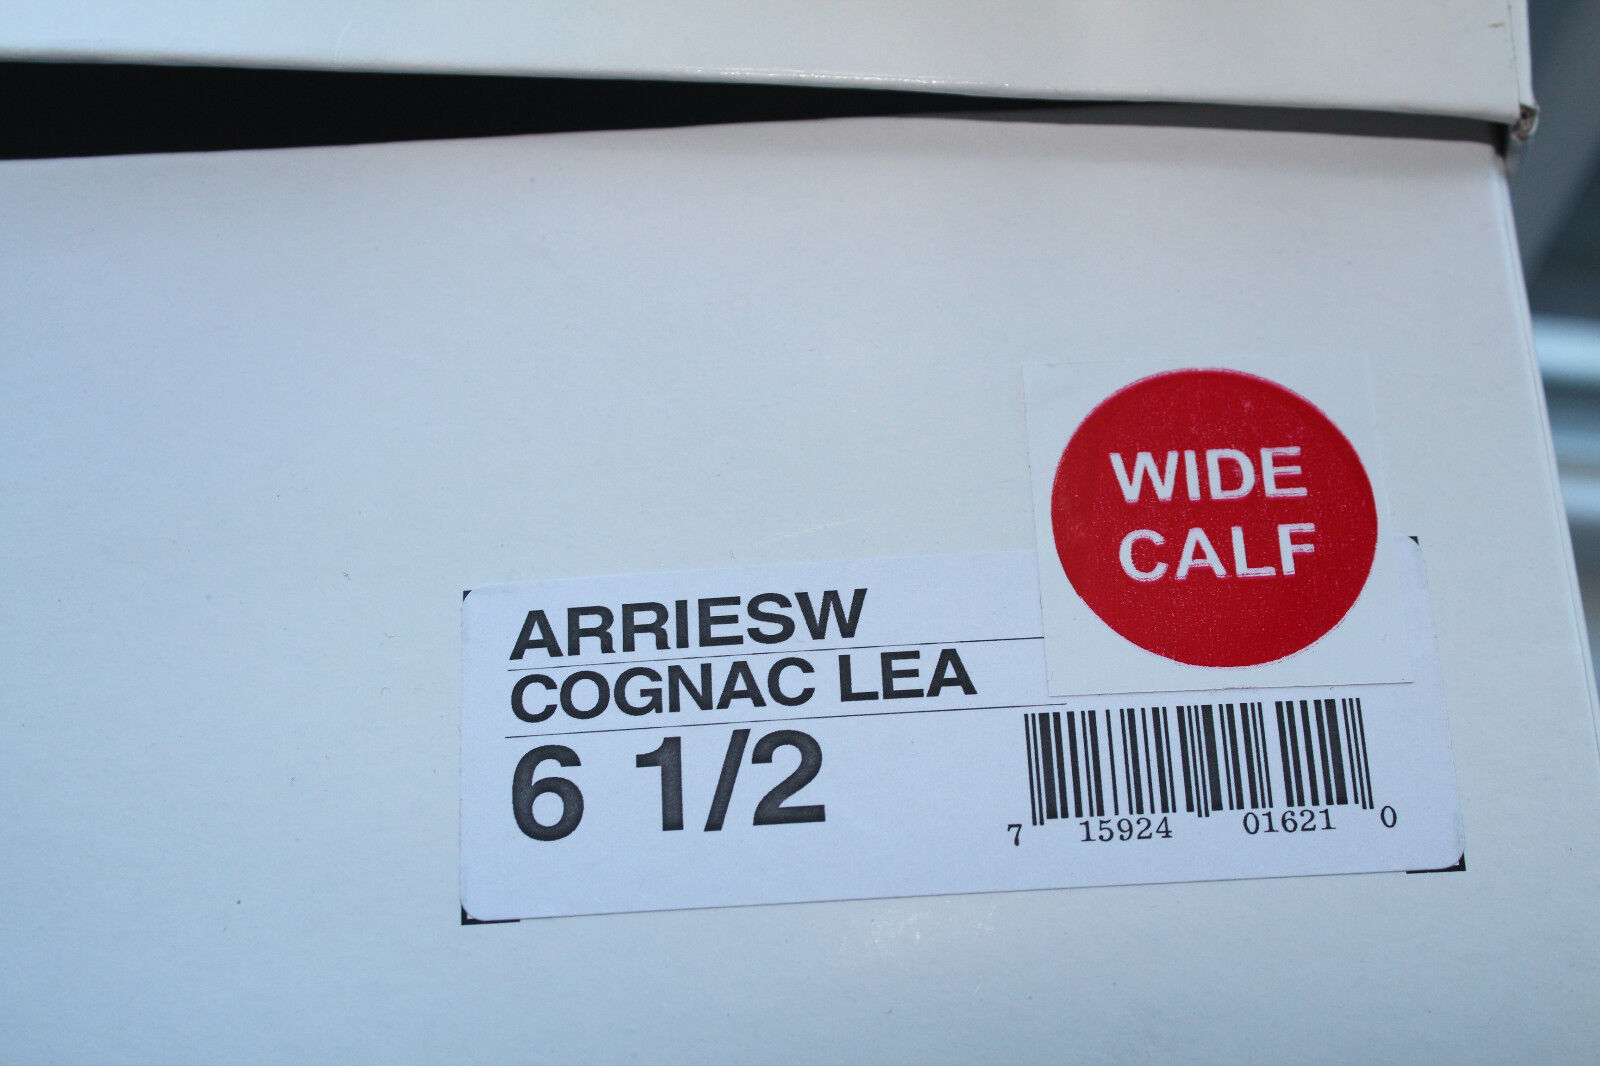 WIDE
CALF
ARRIESW
COGNAC LEA
6 1/2
7 15924 01621 0